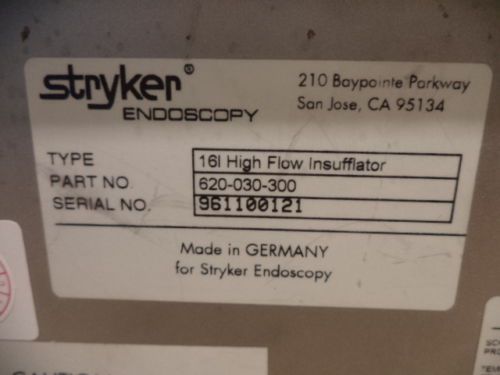 stryker® 210 Baypointe Parkway
ENDOSCOPY San Jose, CA 95134
TYPE 16l High Flow Insufflator
PART NO. 620-030-300
SERIAL NO. 961100121
Made in GERMANY
for Stryker Endoscopy